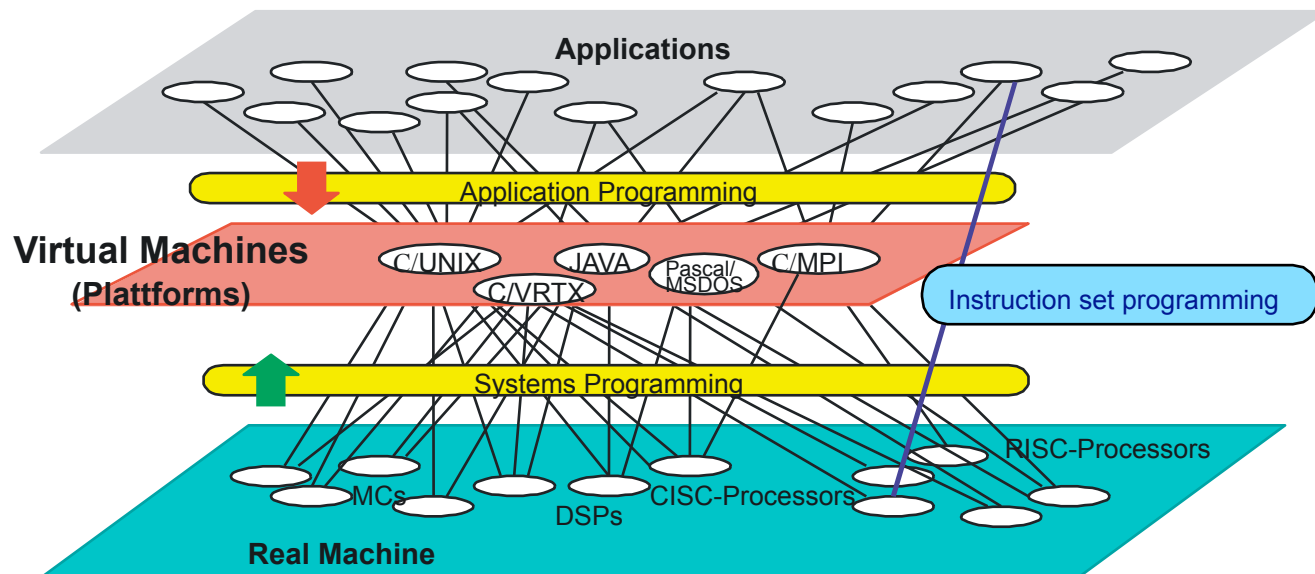 Applications
Application Programming
Virtual Machines
(Plattforms)
C/UNIX
JAVA
Pascal/
MSDOS
C/MPI
C/VRTX
Instruction set programming
Systems Programming
RISC-Processors
MCs
CISC-Processors
DSPs
Real Machine